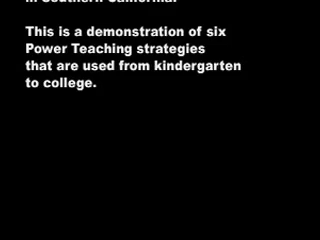 in Southern California.
This is a demonstration of six
Power Teaching strategies
that are used from kindergarten
to college.